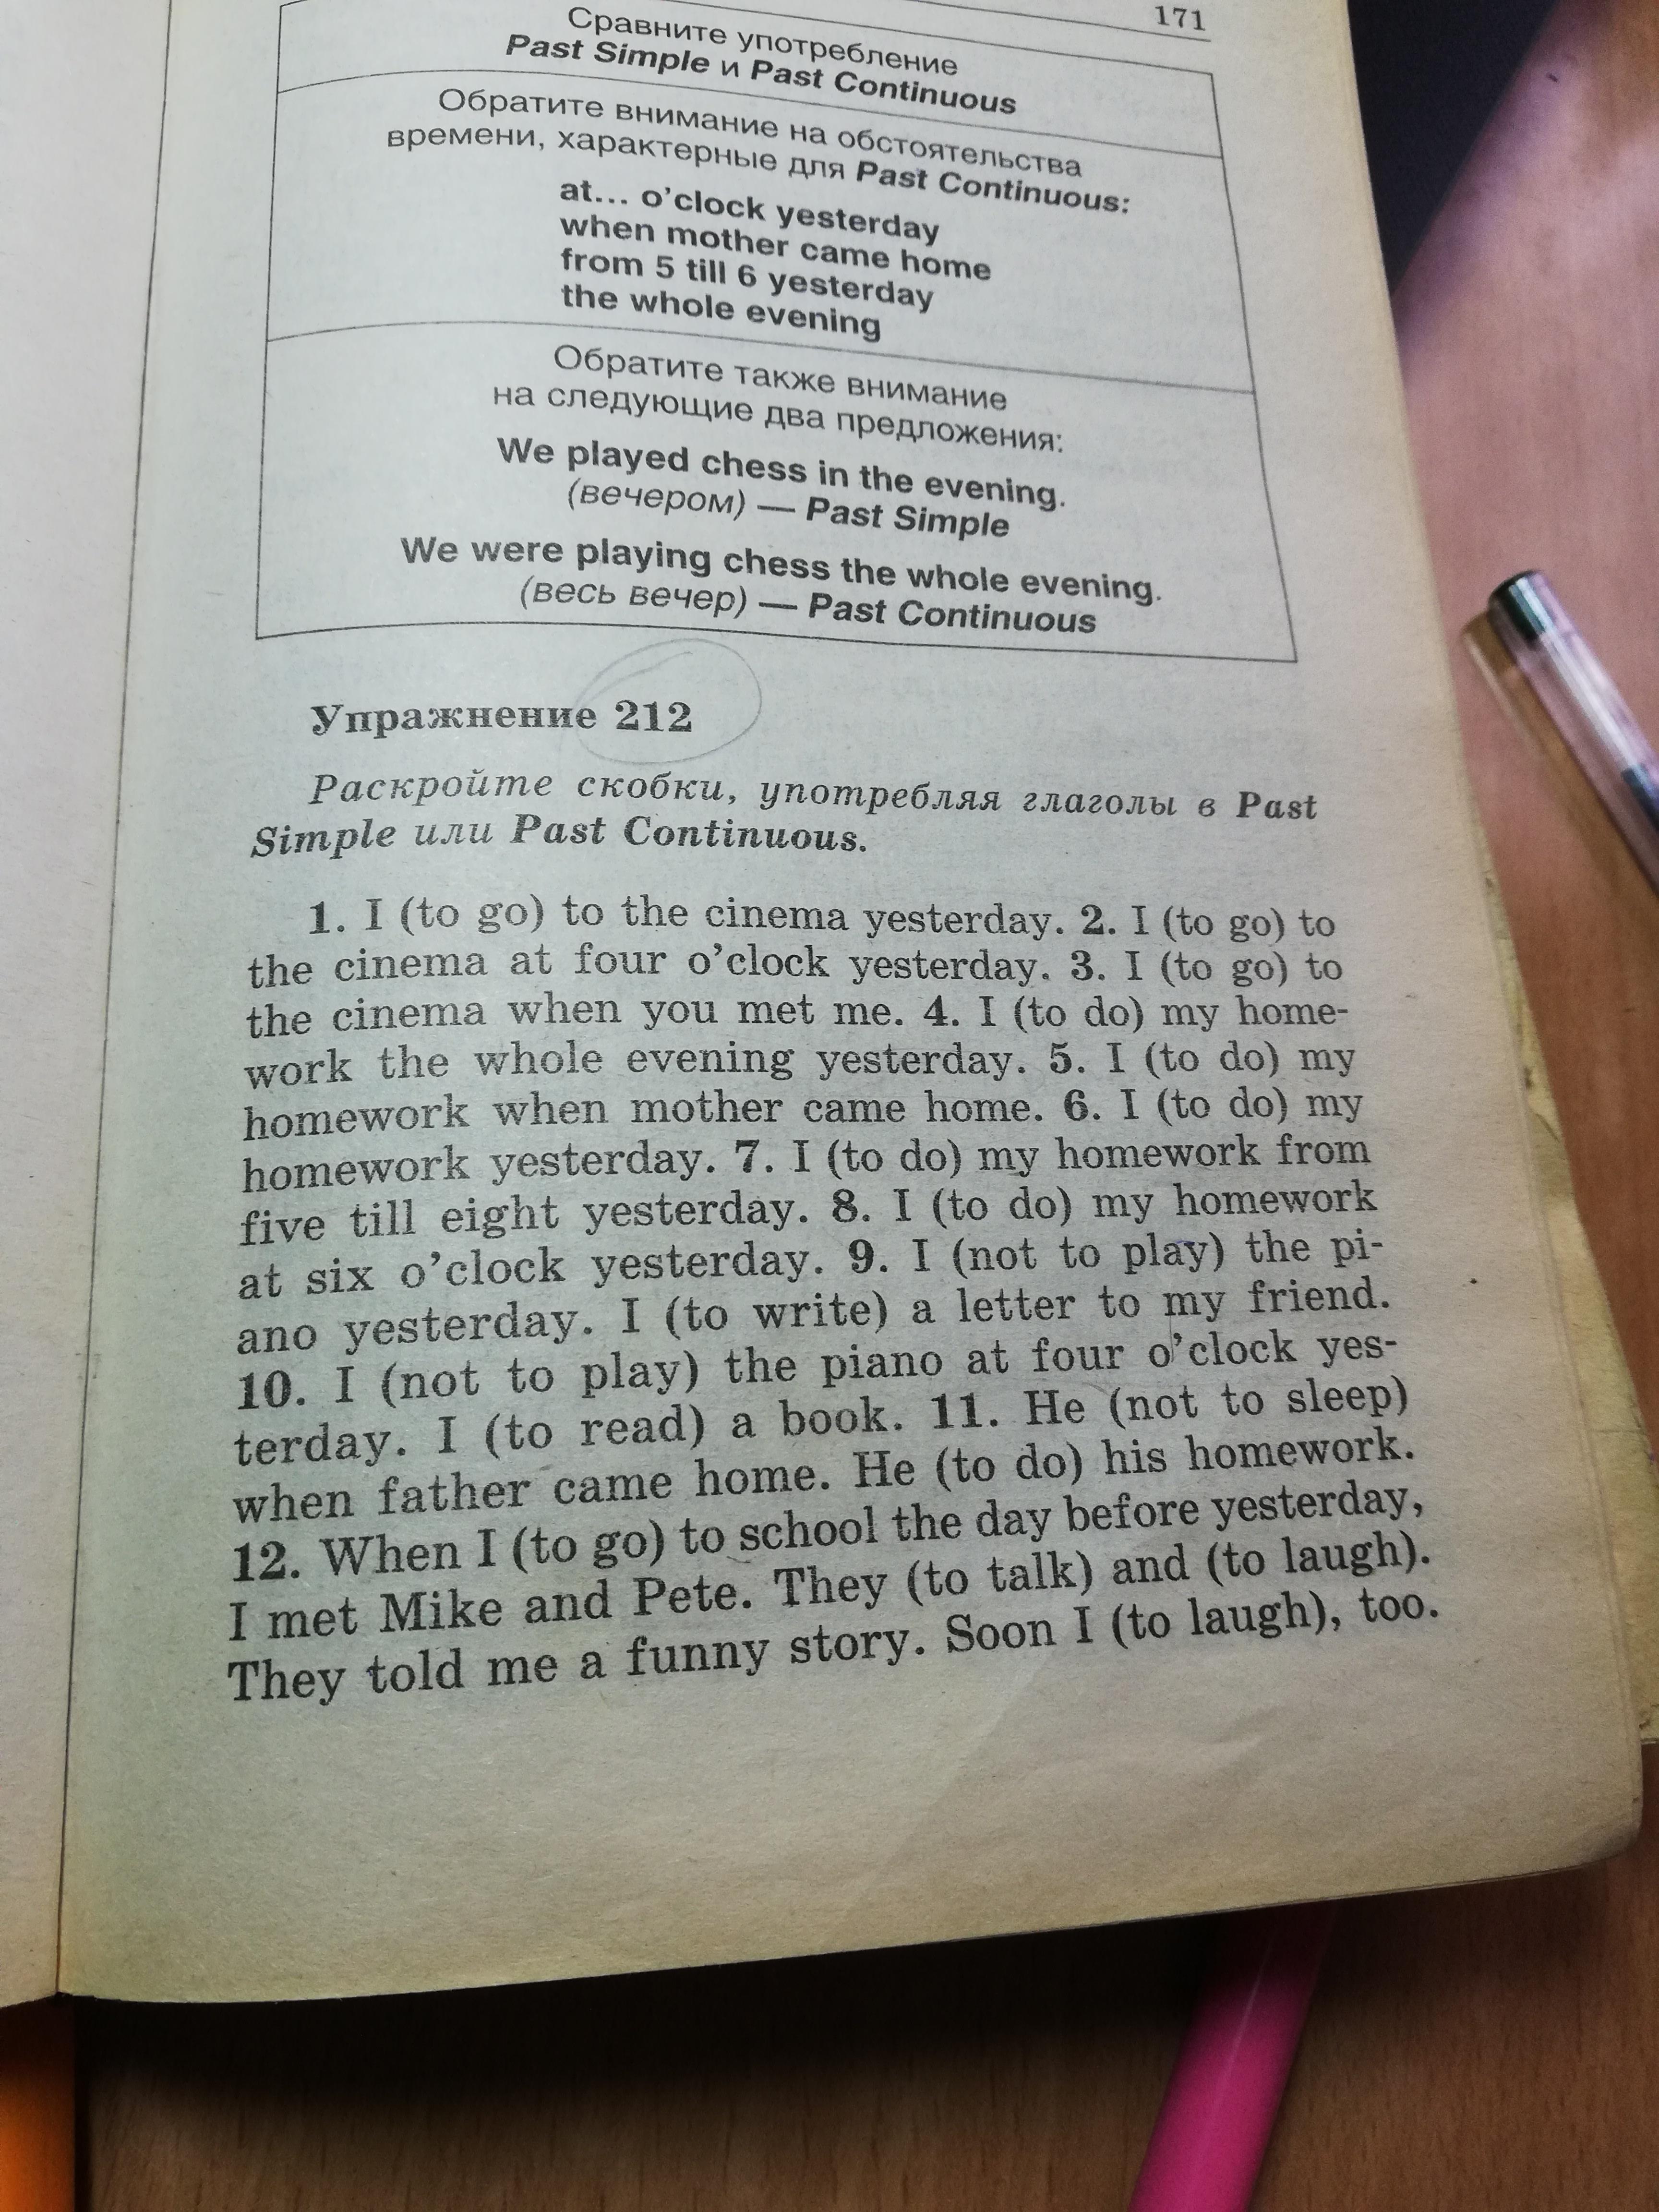 171
Сравните употребление
Past Simple и Past Continuous
Обратите внимание на обстоятельства
времени, характерные для Past Continuous:
at... o'clock yesterday
when mother came home
from 5 till 6 yesterday
the whole evening
Обратите также внимание
на следующие два предложения:
We played chess in the evening.
(вечером) — Past Simple
We were playing chess the whole evening.
(весь вечер) — Past Continuous
Упражнение 212
Раскройте скобки, употребляя глаголы в Past
Simple или Past Continuous.
1. I (to go) to the cinema yesterday. 2. I (to go) to
the cinema at four o'clock yesterday. 3. I (to go) to
the cinema when you met me. 4. I (to do) my home-
work the whole evening yesterday. 5. I (to do) my
homework when mother came home. 6. I (to do) my
homework yesterday. 7. I (to do) my homework from
five till eight yesterday. 8. I (to do) my homework
at six o'clock yesterday. 9. I (not to play) the pi-
ano yesterday. I (to write) a letter to my friend.
10. I (not to play) the piano at four o'clock yes-
terday. I (to read) a book. 11. He (not to sleep)
when father came home. He (to do) his homework.
12. When I (to go) to school the day before yesterday,
I met Mike and Pete. They (to talk) and (to laugh).
They told me a funny story. Soon I (to laugh), too.